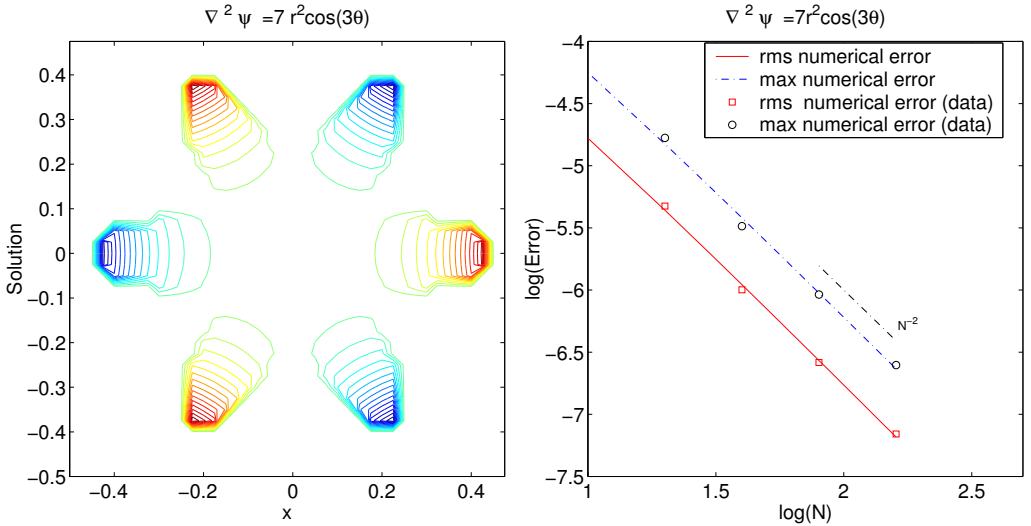 ∇ ² ψ =7 r²cos(3θ)
0.4
0.3
0.2
0.1
0
−0.1
−0.2
−0.3
−0.4
−0.5
Solution
−0.4
−0.2
0
0.2
0.4
x
∇ ² ψ =7r²cos(3θ)
−4
−4.5
−5
−5.5
−6
−6.5
−7
−7.5
log(Error)
rms numerical error
max numerical error
rms numerical error (data)
max numerical error (data)
N⁻²
1
1.5
2
2.5
log(N)